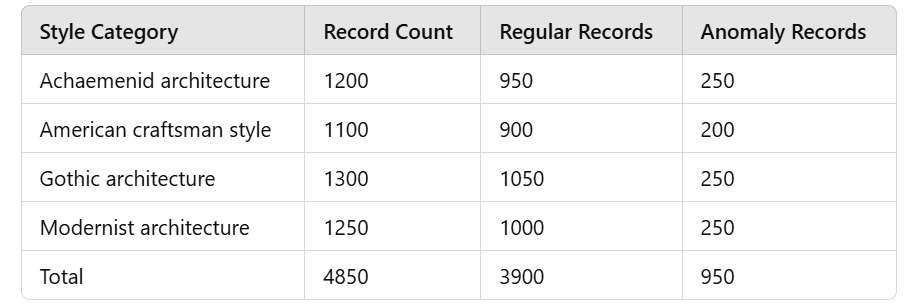 Style Category Record Count Regular Records Anomaly Records
Achaemenid architecture 1200 950 250
American craftsman style 1100 900 200
Gothic architecture 1300 1050 250
Modernist architecture 1250 1000 250
Total 4850 3900 950